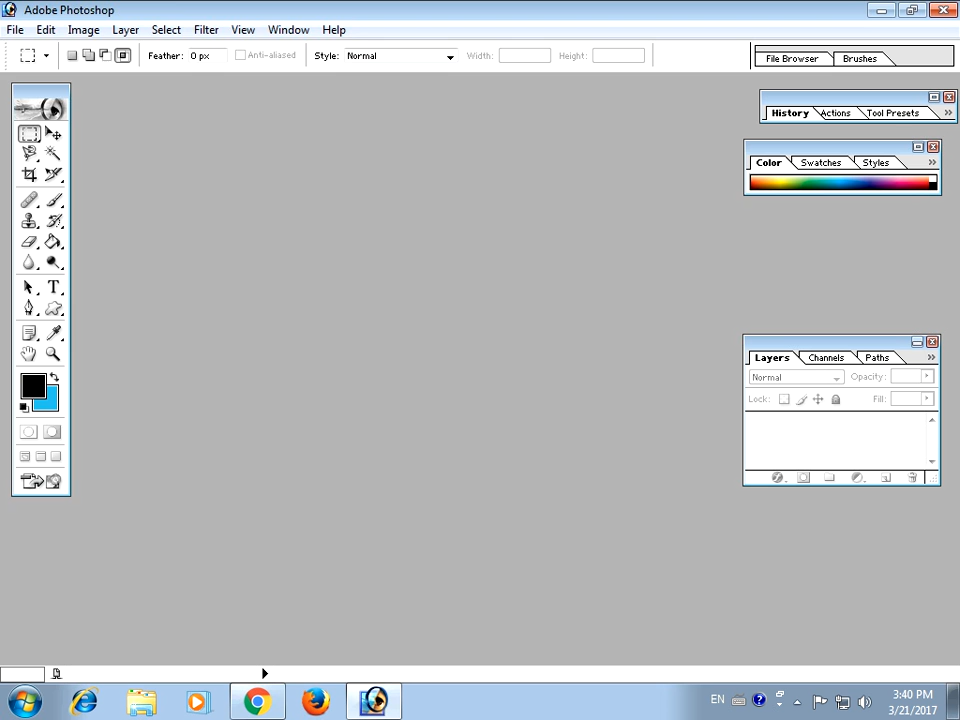 Adobe Photoshop
File Edit Image Layer Select Filter View Window Help
Feather: 0 px Anti-aliased Style: Normal Width: Height: File Browser Brushes
History Actions Tool Presets
Color Swatches Styles
Layers Channels Paths
Normal Opacity:
Lock: Fill:
EN 3:40 PM
3/21/2017